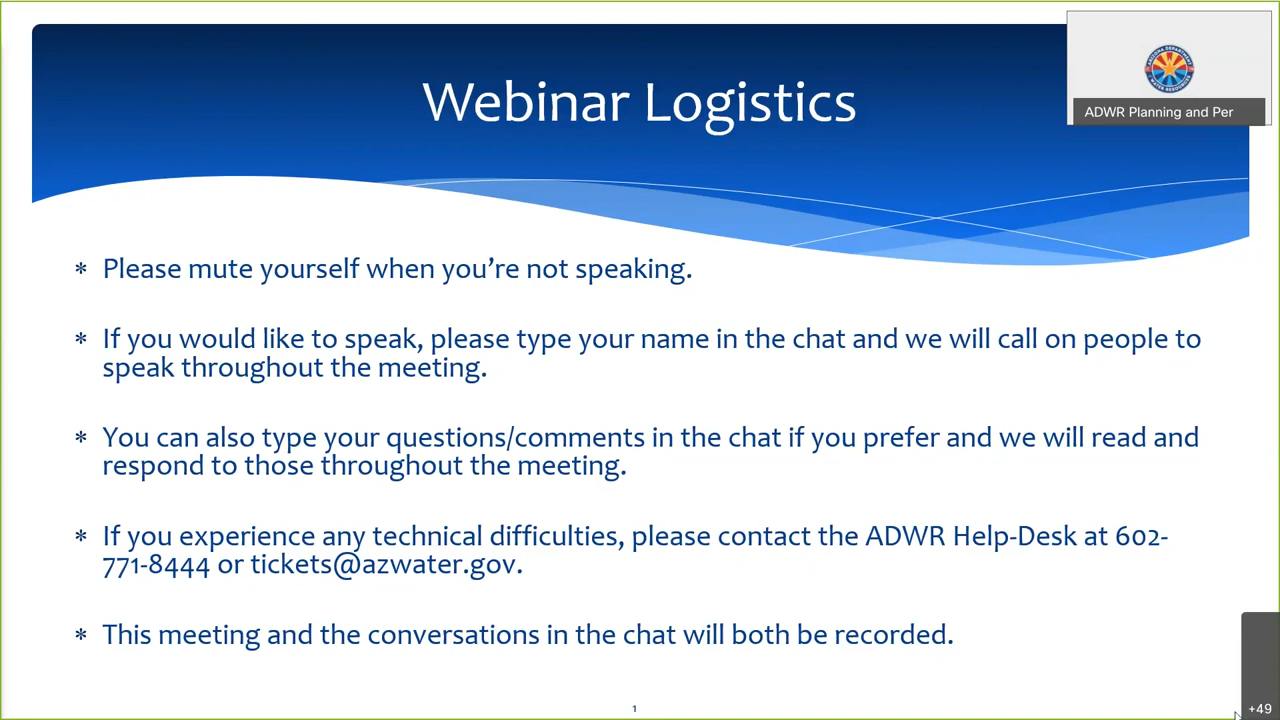 Webinar Logistics
ARIZONA DEPARTMENT
WATER RESOURCES
ADWR Planning and Per
* Please mute yourself when you're not speaking.
* If you would like to speak, please type your name in the chat and we will call on people to
speak throughout the meeting.
* You can also type your questions/comments in the chat if you prefer and we will read and
respond to those throughout the meeting.
* If you experience any technical difficulties, please contact the ADWR Help-Desk at 602-
771-8444 or tickets@azwater.gov.
* This meeting and the conversations in the chat will both be recorded.
1
+49